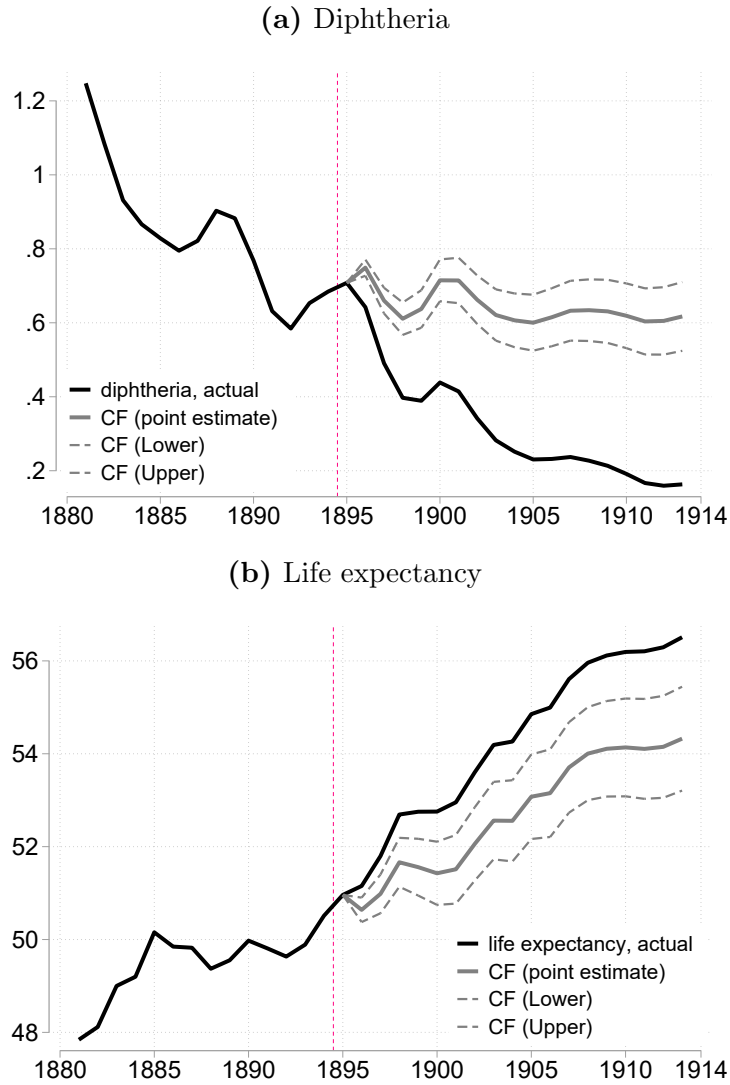 (a) Diphtheria
1.2
1
.8
.6
.4
.2
diphtheria, actual
CF (point estimate)
CF (Lower)
CF (Upper)
1880 1885 1890 1895 1900 1905 1910 1914
(b) Life expectancy
56
54
52
50
48
life expectancy, actual
CF (point estimate)
CF (Lower)
CF (Upper)
1880 1885 1890 1895 1900 1905 1910 1914